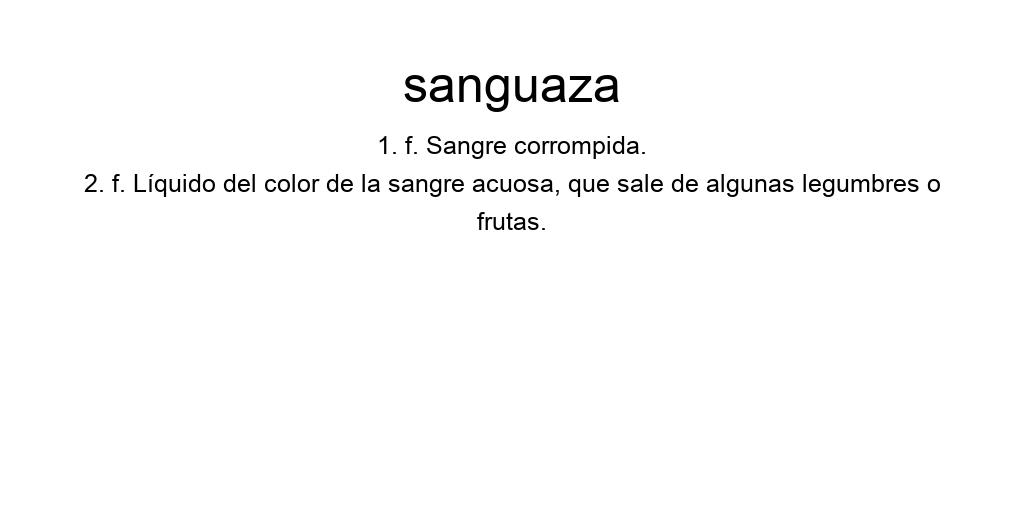 sanguaza
1. f. Sangre corrompida.
2. f. Líquido del color de la sangre acuosa, que sale de algunas legumbres o
frutas.